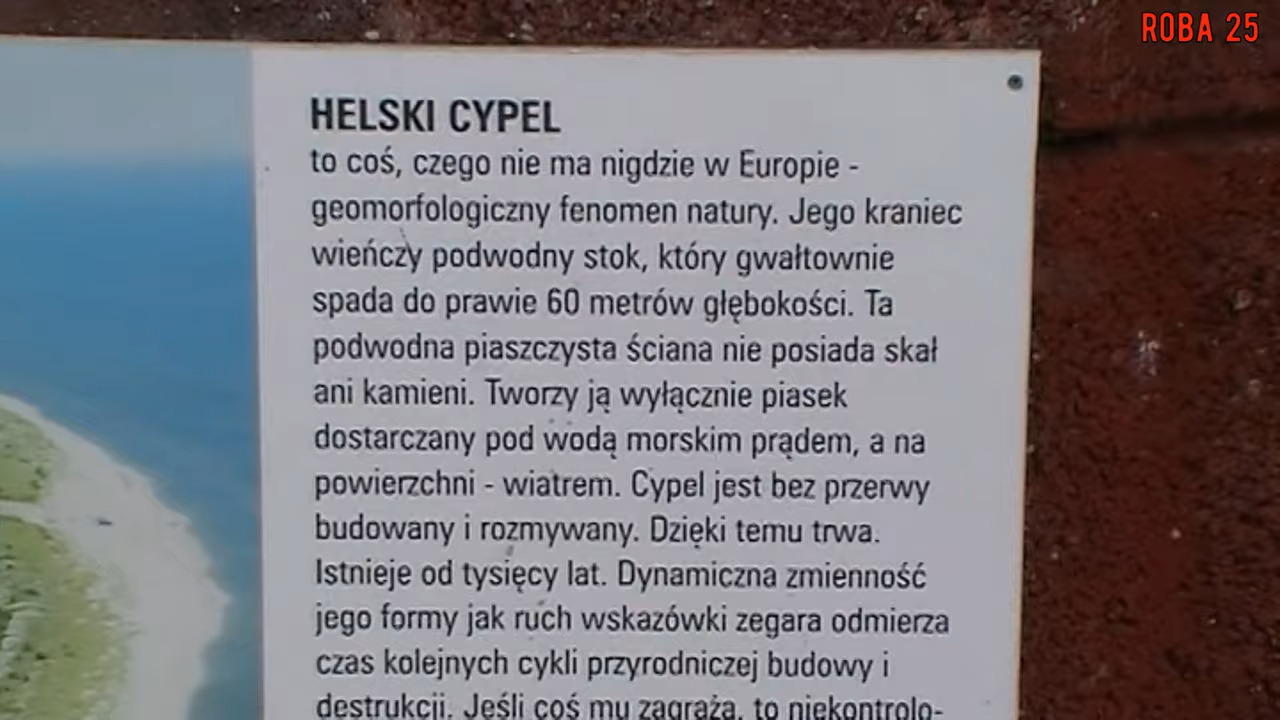 ROBA 25
HELSKI CYPEL
to coś, czego nie ma nigdzie w Europie -
geomorfologiczny fenomen natury. Jego kraniec
wieńczy podwodny stok, który gwałtownie
spada do prawie 60 metrów głębokości. Ta
podwodna piaszczysta ściana nie posiada skał
ani kamieni. Tworzy ją wyłącznie piasek
dostarczany pod wodą morskim prądem, a na
powierzchni - wiatrem. Cypel jest bez przerwy
budowany i rozmywany. Dzięki temu trwa.
Istnieje od tysięcy lat. Dynamiczna zmienność
jego formy jak ruch wskazówki zegara odmierza
czas kolejnych cykli przyrodniczej budowy i
destrukcji. Jeśli coś mu zagraża, to niekontrolo-